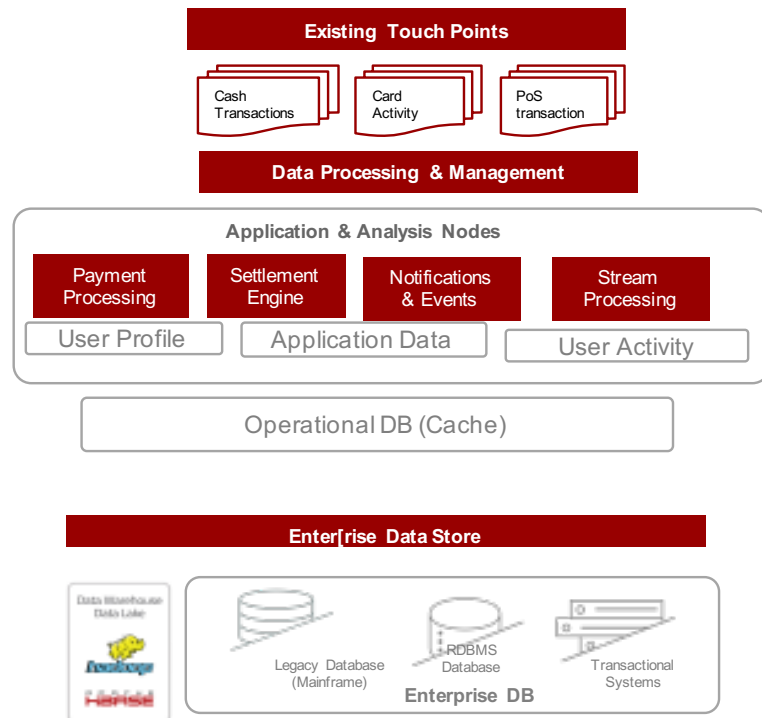 Existing Touch Points
Cash
Transactions
Card
Activity
PoS
transaction
Data Processing & Management
Application & Analysis Nodes
Payment
Processing
Settlement
Engine
Notifications
& Events
Stream
Processing
User Profile
Application Data
User Activity
Operational DB (Cache)
Enter[rise Data Store
Data Warehouse
Data Lake
hadoop
HBASE
Legacy Database
(Mainframe)
RDBMS
Database
Transactional
Systems
Enterprise DB